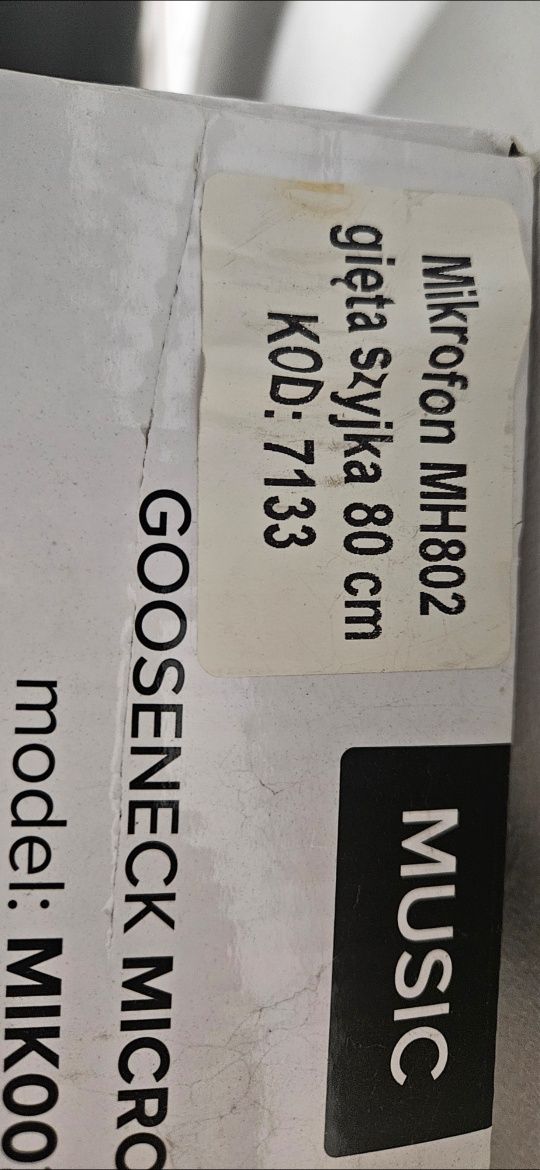 Mikrofon MH802
gięta szyjka 80 cm
KOD: 7133
MUSIC
GOOSENECK MICRO
model: MIK00